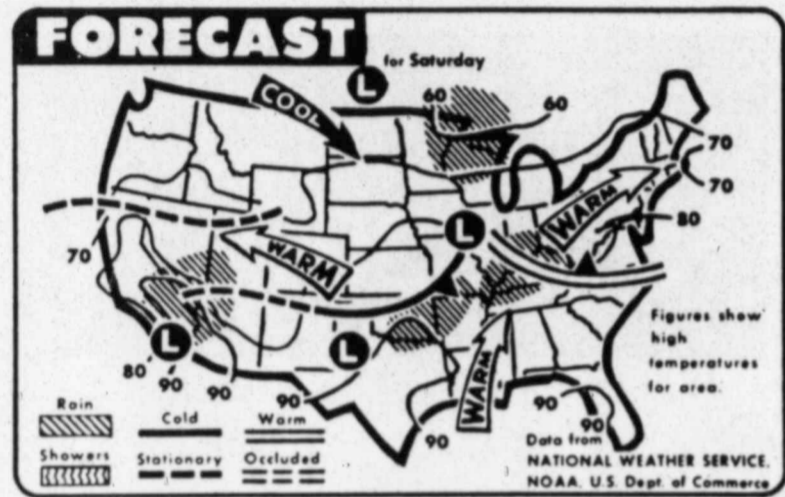 FORECAST
for Saturday
L
60
60
COOL
70
70
WARM
80
L
WARM
70
L
L
80
90
90
90
WARM
90
90
90
Figures show
high
temperatures
for area.
Rain
Cold
Warm
Showers
Stationary
Occluded
Data from
NATIONAL WEATHER SERVICE,
NOAA, U.S. Dept. of Commerce